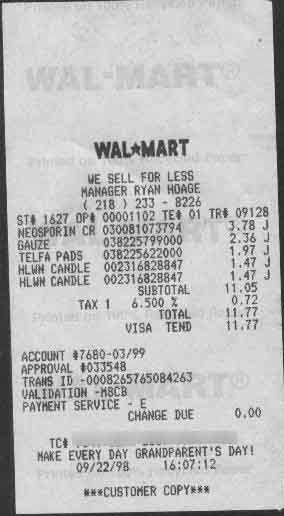 WAL-MART®
WAL★MART
WE SELL FOR LESS
MANAGER RYAN HOAGE
( 218 ) 233 - 8226
ST# 1627 OP# 00001102 TE# 01 TR# 09128
NEOSPORIN CR 030081073794 3.78 J
GAUZE 038225799000 2.36 J
TELFA PADS 038225622000 1.97 J
HLWN CANDLE 002316828847 1.47 J
HLWN CANDLE 002316828847 1.47 J
SUBTOTAL 11.05
TAX 1 6.500 % 0.72
TOTAL 11.77
VISA TEND 11.77
ACCOUNT #7680-03/99
APPROVAL #033548
TRANS ID -0008265765084263
VALIDATION -M8CB
PAYMENT SERVICE - E
CHANGE DUE 0.00
TC#
MAKE EVERY DAY GRANDPARENT'S DAY!
09/22/98 16:07:12
***CUSTOMER COPY***